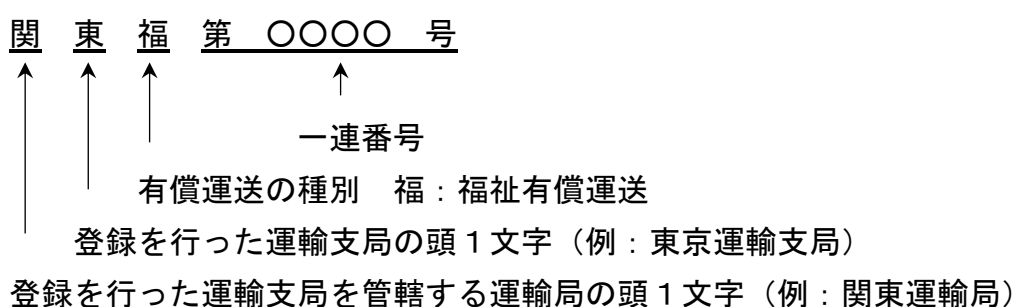 関 東 福 第 〇〇〇〇 号
一連番号
有償運送の種別 福：福祉有償運送
登録を行った運輸支局の頭１文字（例：東京運輸支局）
登録を行った運輸支局を管轄する運輸局の頭１文字（例：関東運輸局）